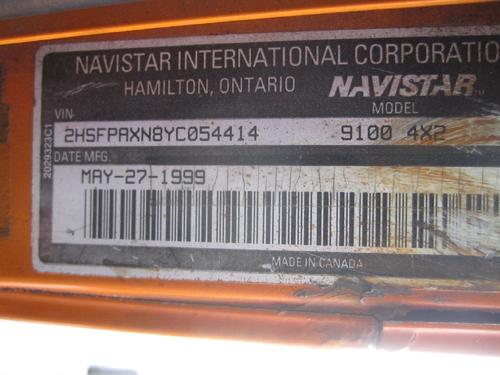 NAVISTAR INTERNATIONAL CORPORATIO
HAMILTON, ONTARIO NAVISTAR
VIN MODEL
2HSFPAXN8YC054414 9100 4X2
DATE MFG.
MAY-27-1999
MADE IN CANADA
2029323C1